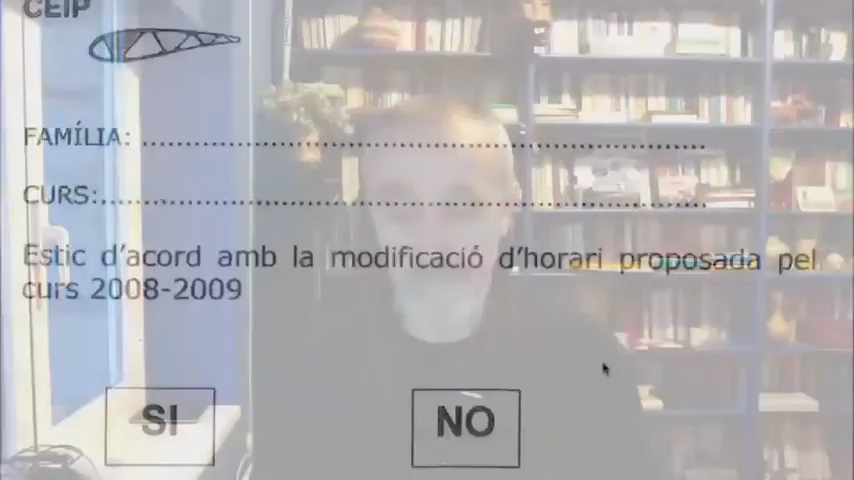 CEIP
FAMÍLIA: ................................................................................
CURS:................................................................................
Estic d'acord amb la modificació d'horari proposada pel
curs 2008-2009
SI NO